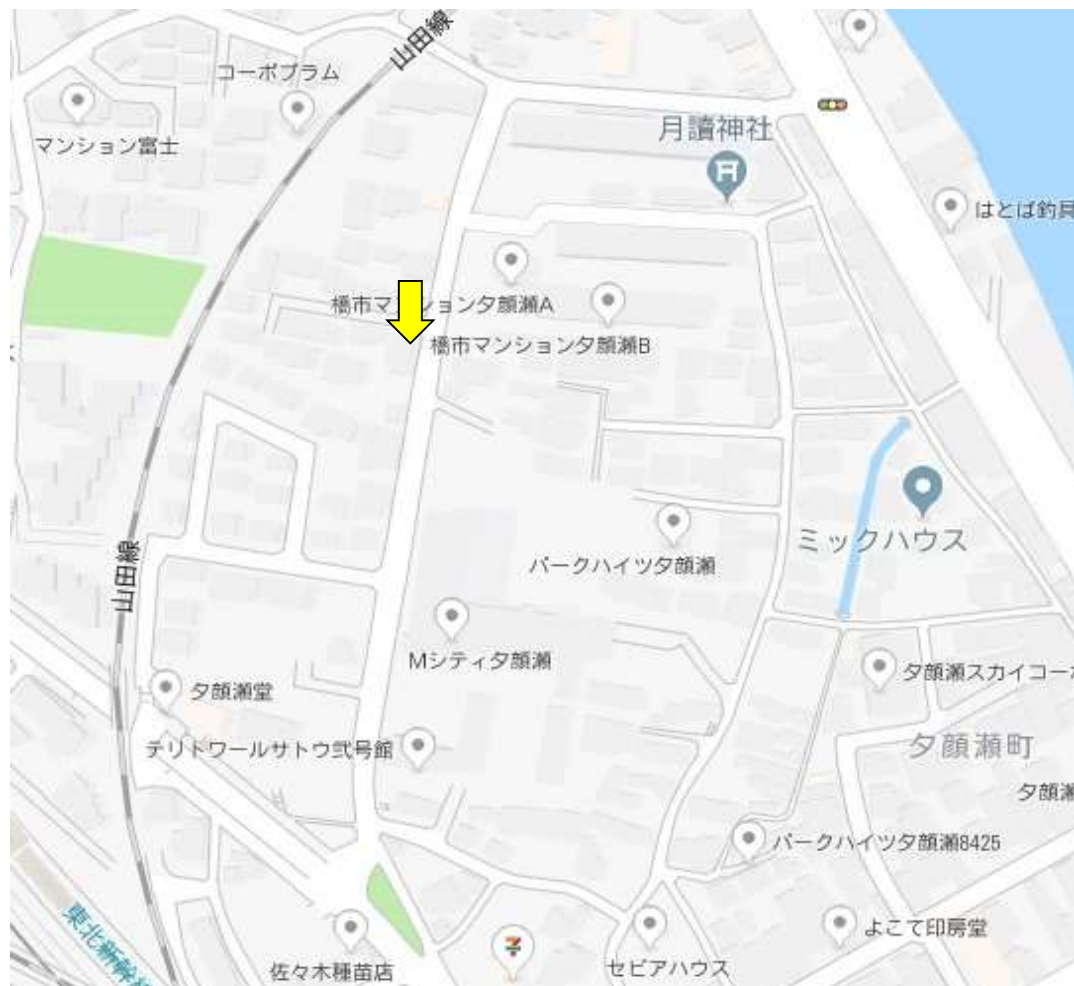 山田線
コーポプラム
マンション富士
月讀神社
はとば釣具
橋市マンション夕顔瀬A
橋市マンション夕顔瀬B
パークハイツ夕顔瀬
ミックハウス
山田線
Mシティ夕顔瀬
夕顔瀬スカイコー
夕顔瀬堂
テリトワールサトウ弐号館
夕顔瀬町
夕顔瀬
パークハイツ夕顔瀬8425
東北新幹線
よこて印房堂
佐々木種苗店
セピアハウス